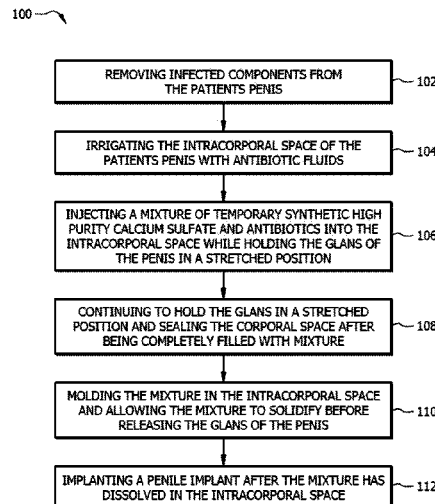 100
REMOVING INFECTED COMPONENTS FROM
THE PATIENTS PENIS
102
IRRIGATING THE INTRACORPORAL SPACE OF THE
PATIENTS PENIS WITH ANTIBIOTIC FLUIDS
104
INJECTING A MIXTURE OF TEMPORARY SYNTHETIC HIGH
PURITY CALCIUM SULFATE AND ANTIBIOTICS INTO THE
INTRACORPORAL SPACE WHILE HOLDING THE GLANS OF
THE PENIS IN A STRETCHED POSITION
106
CONTINUING TO HOLD THE GLANS IN A STRETCHED
POSITION AND SEALING THE CORPORAL SPACE AFTER
BEING COMPLETELY FILLED WITH MIXTURE
108
MOLDING THE MIXTURE IN THE INTRACORPORAL SPACE
AND ALLOWING THE MIXTURE TO SOLIDIFY BEFORE
RELEASING THE GLANS OF THE PENIS
110
IMPLANTING A PENILE IMPLANT AFTER THE MIXTURE HAS
DISSOLVED IN THE INTRACORPORAL SPACE
112